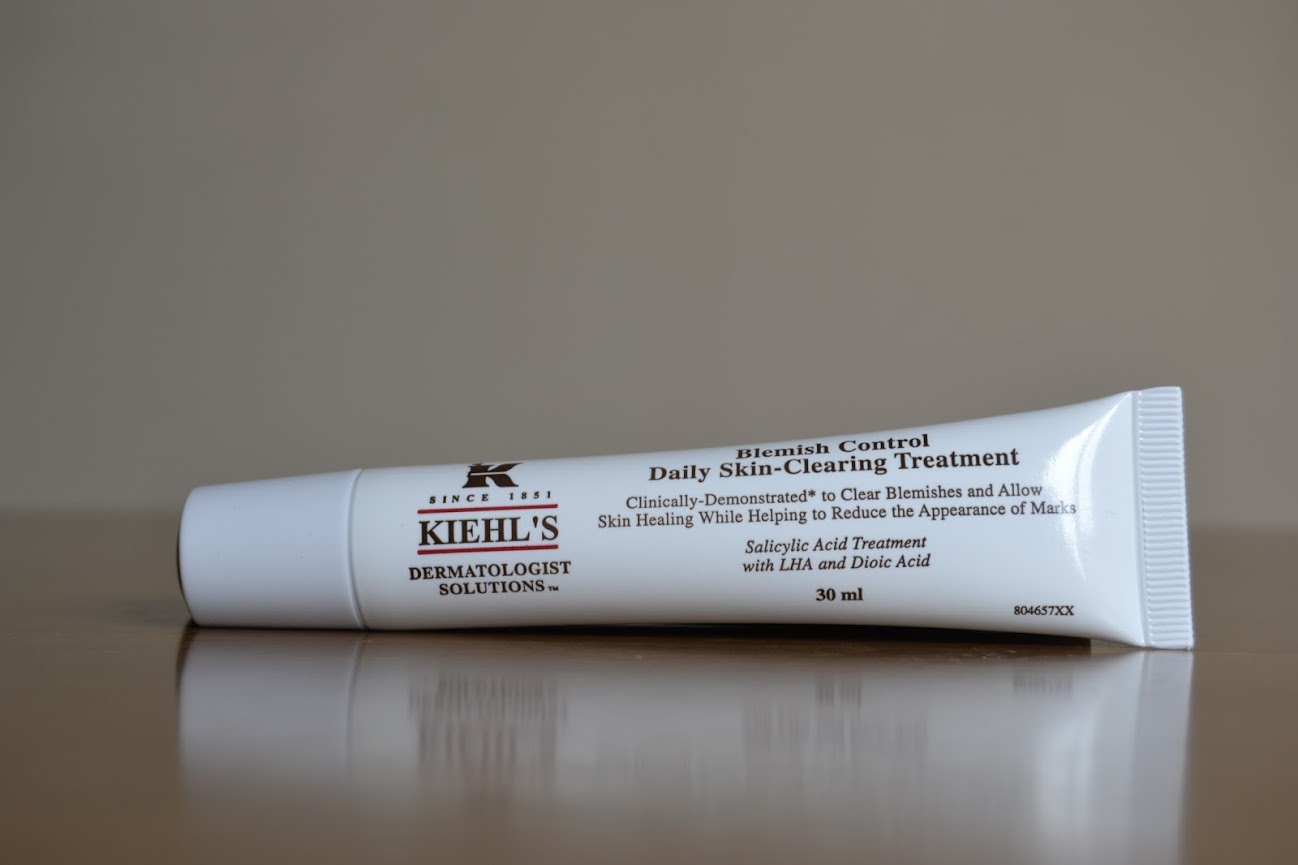 K
SINCE 1851
KIEHL'S
DERMATOLOGIST
SOLUTIONS™
Blemish Control
Daily Skin-Clearing Treatment
Clinically-Demonstrated* to Clear Blemishes and Allow
Skin Healing While Helping to Reduce the Appearance of Marks
Salicylic Acid Treatment
with LHA and Dioic Acid
30 ml
804657XX